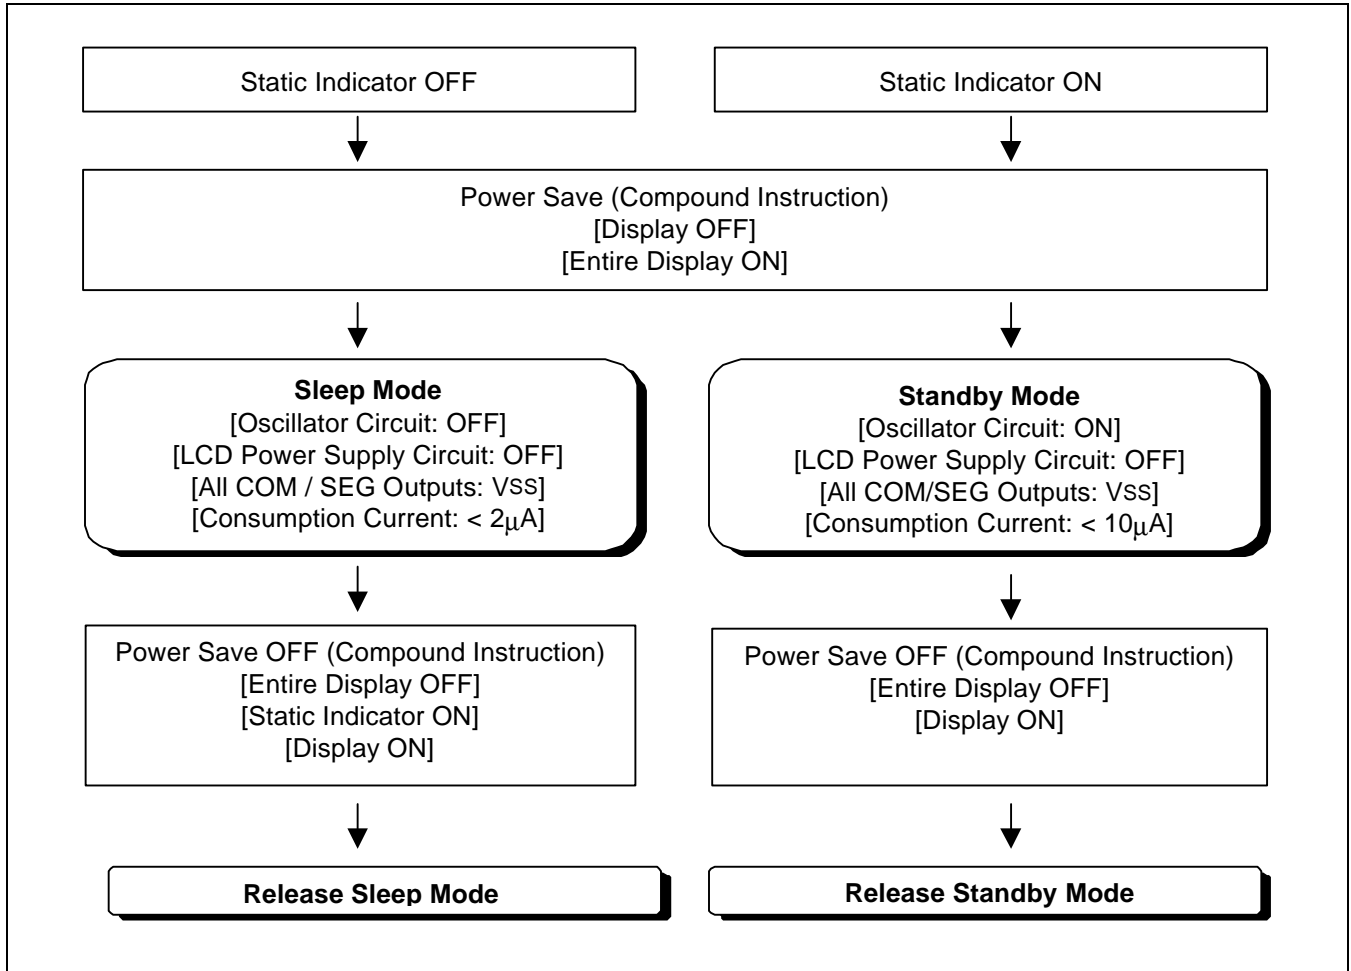 Static Indicator OFF
Static Indicator ON
Power Save (Compound Instruction)
[Display OFF]
[Entire Display ON]
Sleep Mode
[Oscillator Circuit: OFF]
[LCD Power Supply Circuit: OFF]
[All COM / SEG Outputs: VSS]
[Consumption Current: < 2μA]
Standby Mode
[Oscillator Circuit: ON]
[LCD Power Supply Circuit: OFF]
[All COM/SEG Outputs: VSS]
[Consumption Current: < 10μA]
Power Save OFF (Compound Instruction)
[Entire Display OFF]
[Static Indicator ON]
[Display ON]
Power Save OFF (Compound Instruction)
[Entire Display OFF]
[Display ON]
Release Sleep Mode
Release Standby Mode